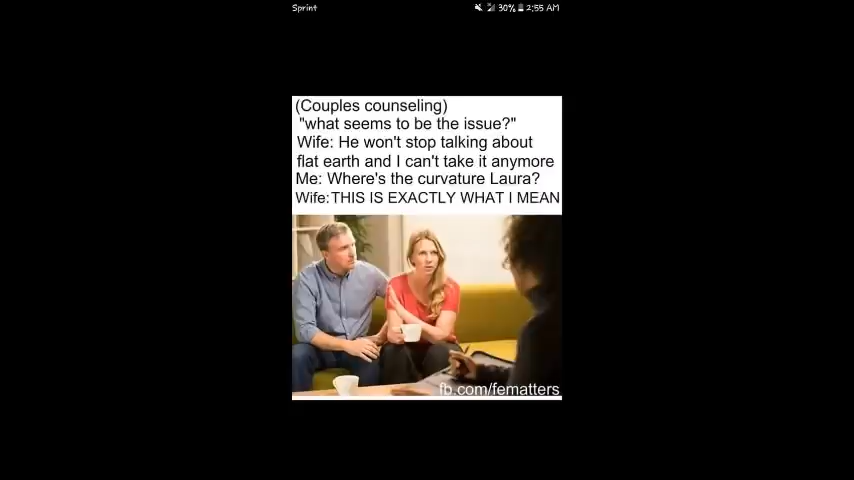 Sprint 30% 2:55 AM
(Couples counseling)
"what seems to be the issue?"
Wife: He won't stop talking about
flat earth and I can't take it anymore
Me: Where's the curvature Laura?
Wife:THIS IS EXACTLY WHAT I MEAN
fb.com/fematters